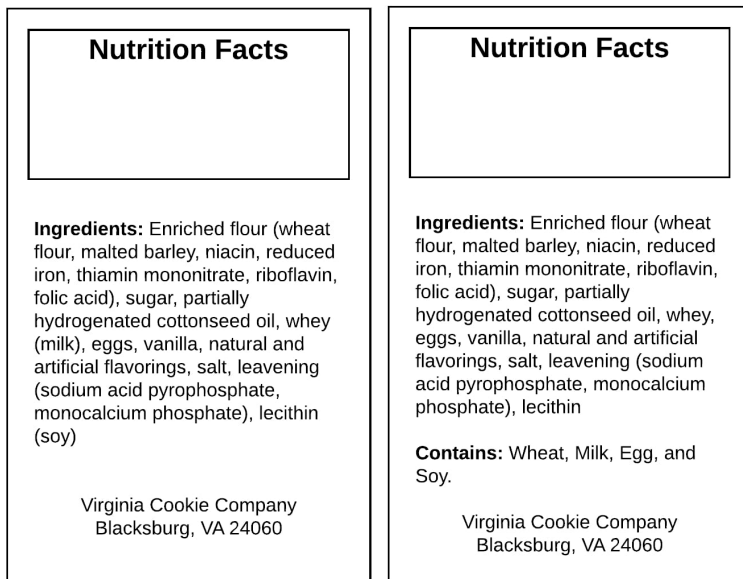 Nutrition Facts
Ingredients: Enriched flour (wheat
flour, malted barley, niacin, reduced
iron, thiamin mononitrate, riboflavin,
folic acid), sugar, partially
hydrogenated cottonseed oil, whey
(milk), eggs, vanilla, natural and
artificial flavorings, salt, leavening
(sodium acid pyrophosphate,
monocalcium phosphate), lecithin
(soy)
Virginia Cookie Company
Blacksburg, VA 24060
Nutrition Facts
Ingredients: Enriched flour (wheat
flour, malted barley, niacin, reduced
iron, thiamin mononitrate, riboflavin,
folic acid), sugar, partially
hydrogenated cottonseed oil, whey,
eggs, vanilla, natural and artificial
flavorings, salt, leavening (sodium
acid pyrophosphate, monocalcium
phosphate), lecithin
Contains: Wheat, Milk, Egg, and
Soy.
Virginia Cookie Company
Blacksburg, VA 24060